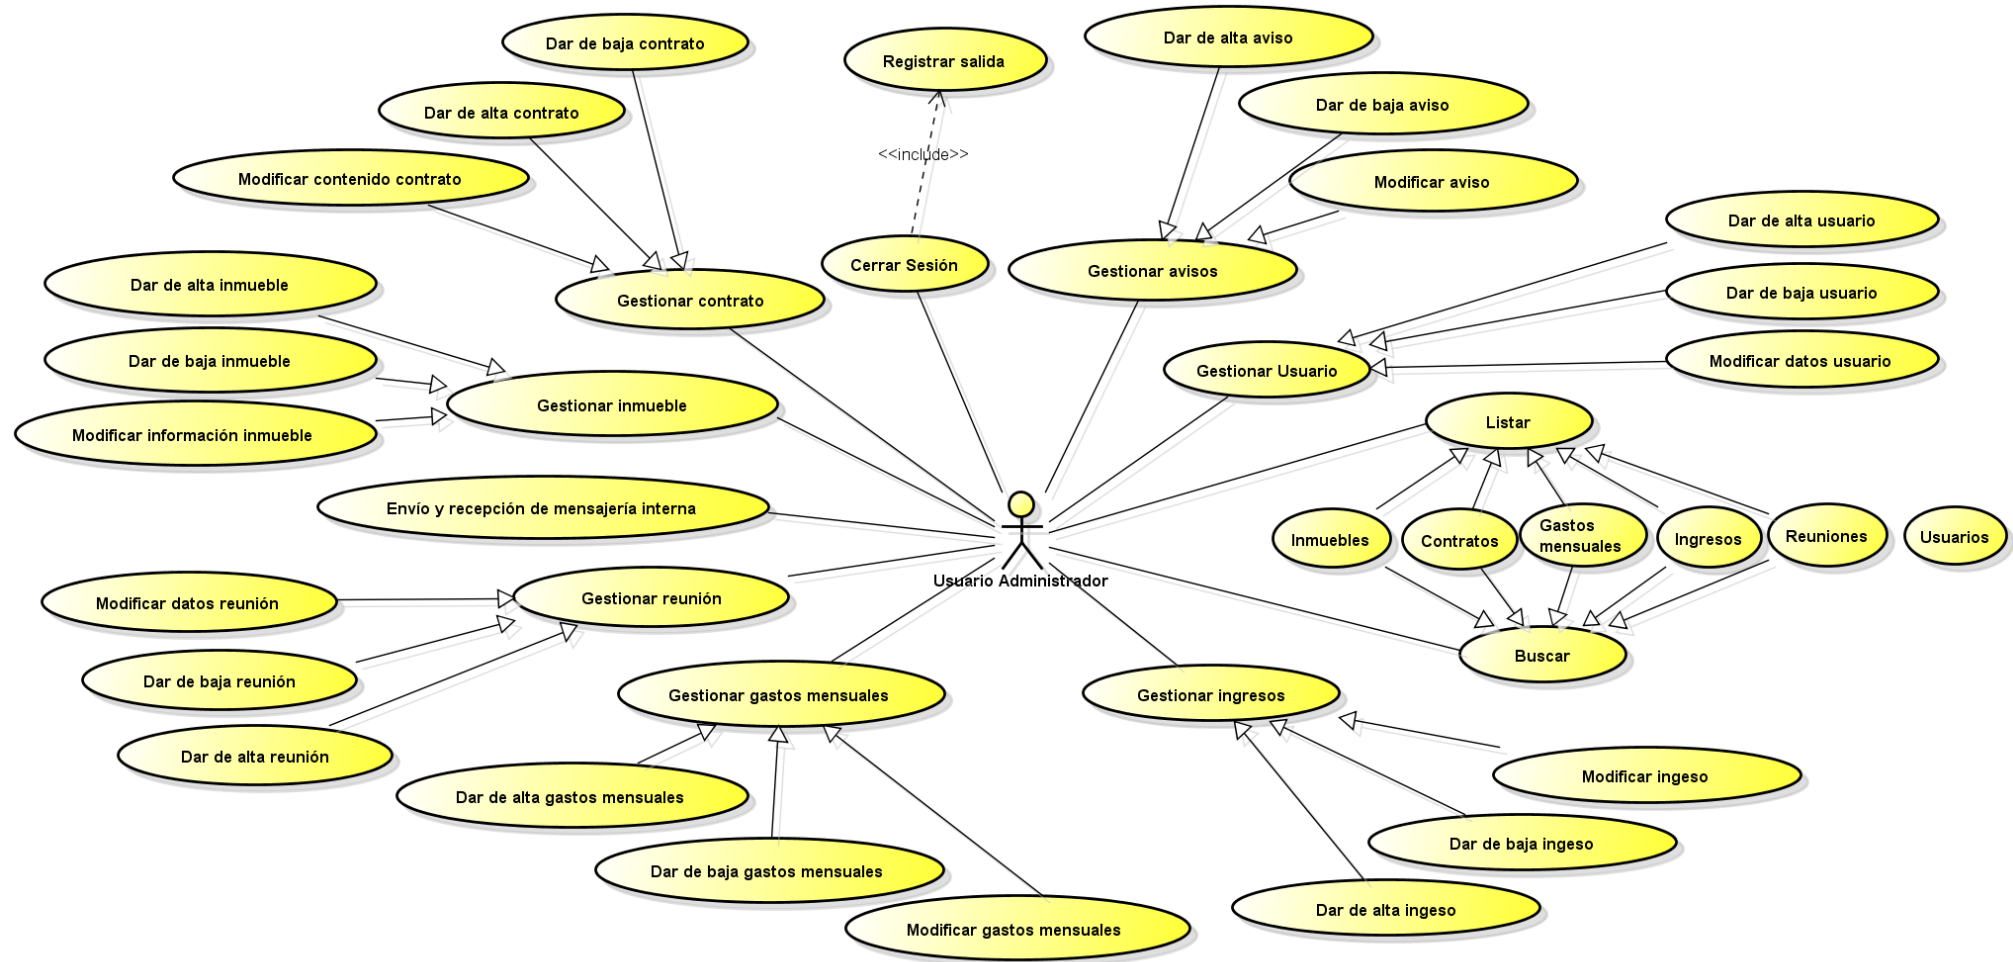 Dar de baja contrato
Registrar salida
Dar de alta aviso
Dar de alta contrato
Dar de baja aviso
<<include>>
Modificar contenido contrato
Modificar aviso
Dar de alta usuario
Cerrar Sesión
Gestionar avisos
Dar de alta inmueble
Gestionar contrato
Dar de baja usuario
Dar de baja inmueble
Gestionar Usuario
Modificar datos usuario
Gestionar inmueble
Listar
Modificar información inmueble
Envío y recepción de mensajería interna
Inmuebles
Contratos
Gastos
mensuales
Ingresos
Reuniones
Usuarios
Usuario Administrador
Modificar datos reunión
Gestionar reunión
Buscar
Dar de baja reunión
Gestionar gastos mensuales
Gestionar ingresos
Dar de alta reunión
Modificar ingeso
Dar de alta gastos mensuales
Dar de baja ingeso
Dar de baja gastos mensuales
Dar de alta ingeso
Modificar gastos mensuales